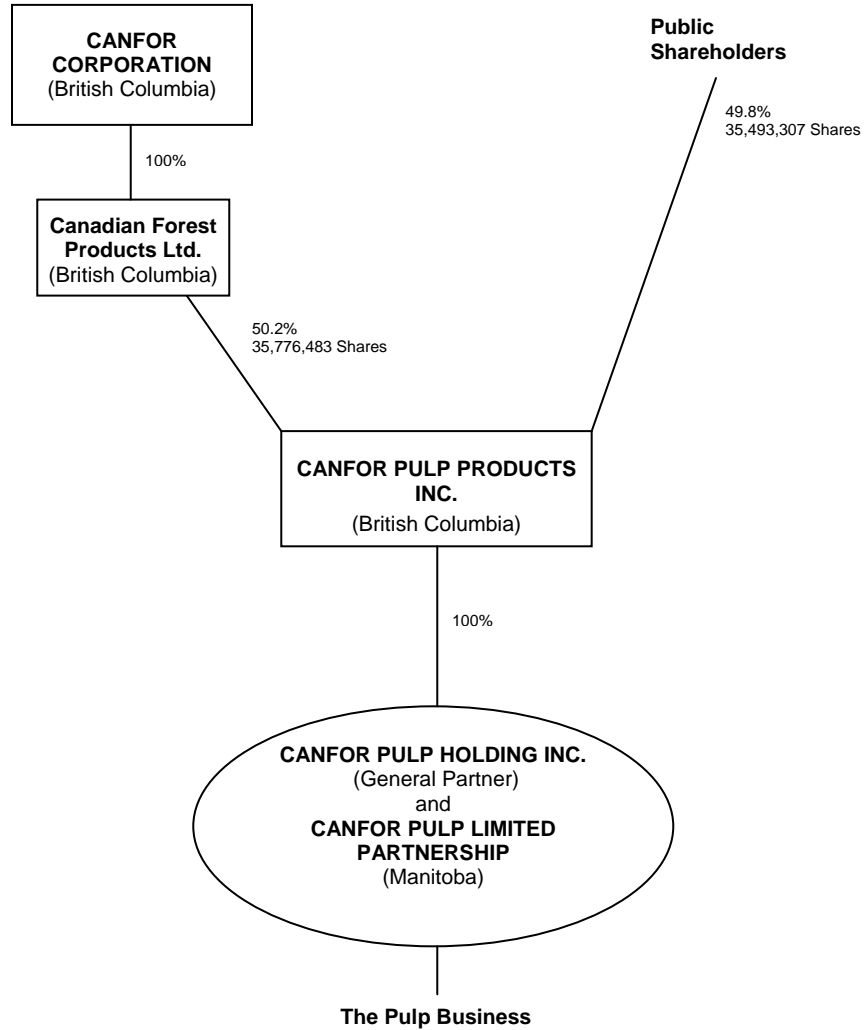 CANFOR
CORPORATION
(British Columbia)
Public
Shareholders
49.8%
35,493,307 Shares
100%
Canadian Forest
Products Ltd.
(British Columbia)
50.2%
35,776,483 Shares
CANFOR PULP PRODUCTS
INC.
(British Columbia)
100%
CANFOR PULP HOLDING INC.
(General Partner)
and
CANFOR PULP LIMITED
PARTNERSHIP
(Manitoba)
The Pulp Business